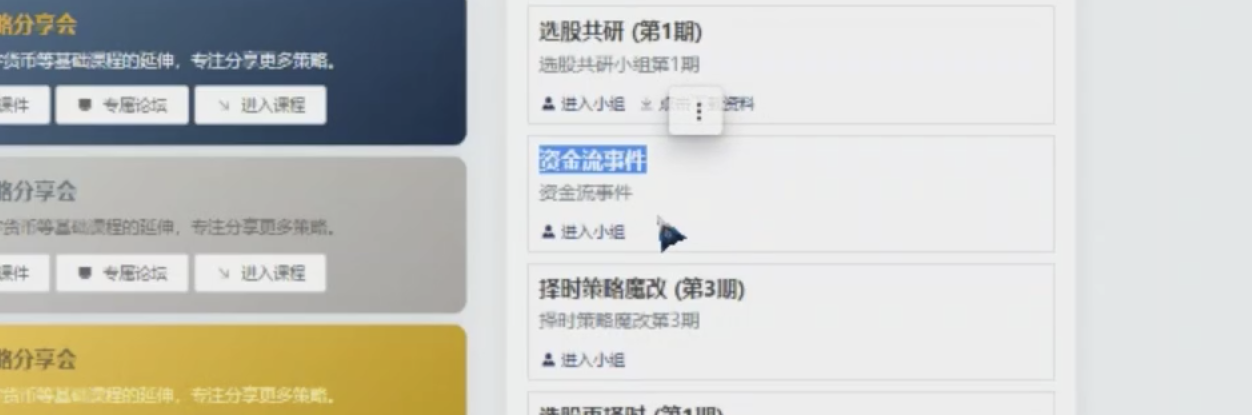 略分享会
货币等基础课程的延伸，专注分享更多策略。
课件
专属论坛
进入课程
略分享会
货币等基础课程的延伸，专注分享更多策略。
课件
专属论坛
进入课程
略分享会
货币等基础课程的延伸，专注分享更多策略。
选股共研 (第1期)
选股共研小组第1期
进入小组 点击 资料
资金流事件
资金流事件
进入小组
择时策略魔改 (第3期)
择时策略魔改第3期
进入小组
选股再择时 (第1期)